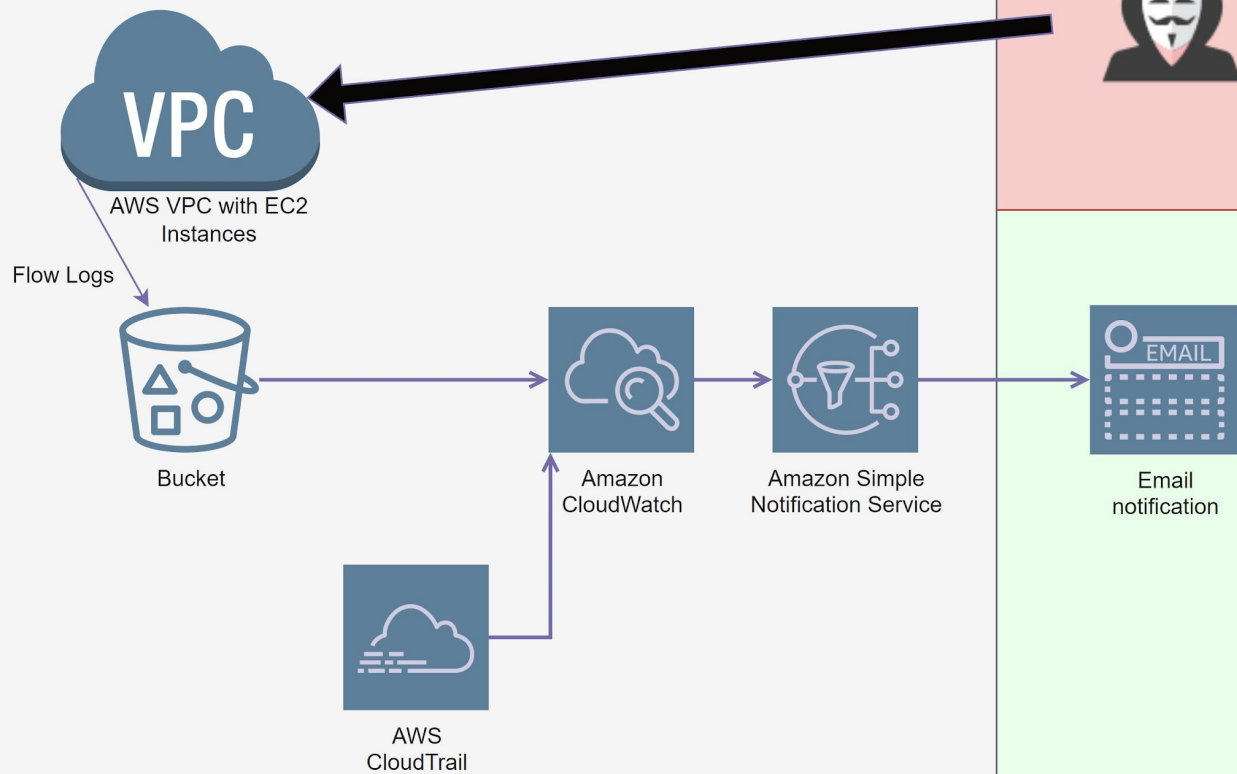 VPC
AWS VPC with EC2
Instances
Flow Logs
EMAIL
Bucket
Amazon
CloudWatch
Amazon Simple
Notification Service
Email
notification
AWS
CloudTrail